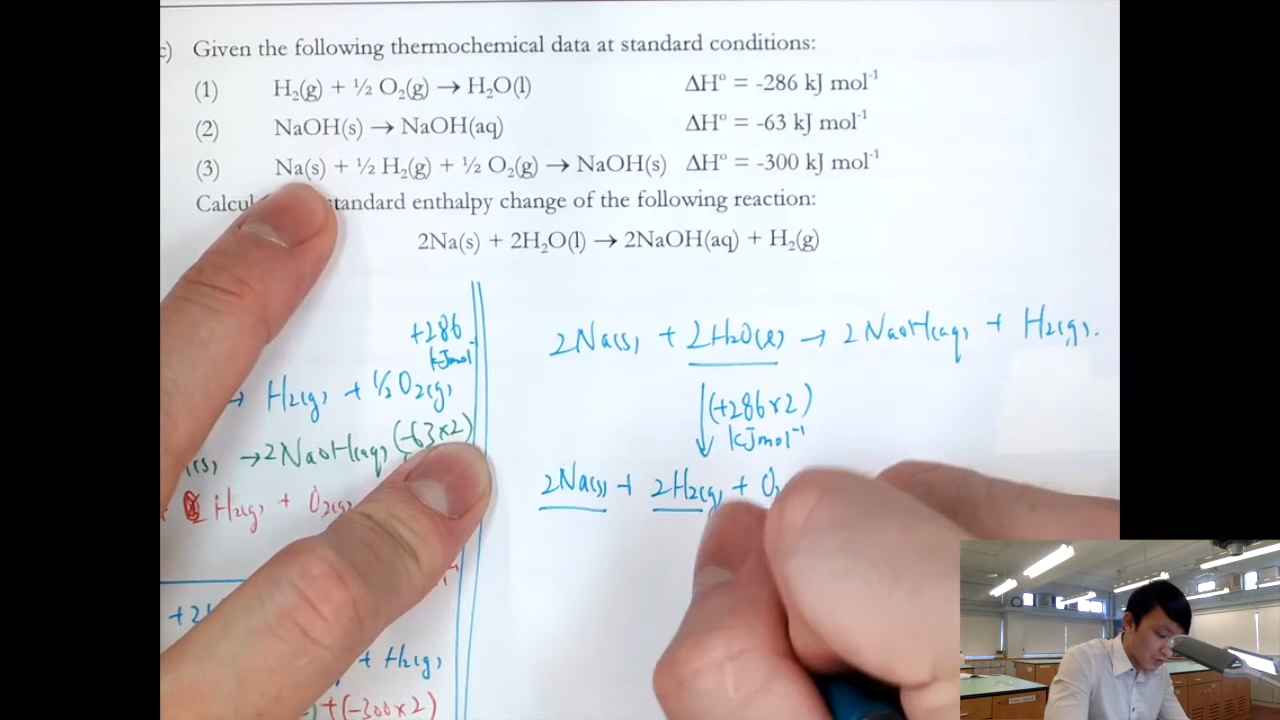 c) Given the following thermochemical data at standard conditions:
(1) H₂(g) + ½ O₂(g) → H₂O(l) ΔH° = -286 kJ mol⁻¹
(2) NaOH(s) → NaOH(aq) ΔH° = -63 kJ mol⁻¹
(3) Na(s) + ½ H₂(g) + ½ O₂(g) → NaOH(s) ΔH° = -300 kJ mol⁻¹
standard enthalpy change of the following reaction:
2Na(s) + 2H₂O(l) → 2NaOH(aq) + H₂(g)
+286
kJmol
→ H₂(g) + ½O₂(g)
(s) → 2NaOH(aq) (-63×2)
H₂(g) + O₂(g)
+ H₂(g)
+(-300×2)
2Na(s) + 2H₂O(l) → 2NaOH(aq) + H₂(g).
↓(+286×2)
kJmol⁻¹
2Na(s) + 2H₂(g) + O₂